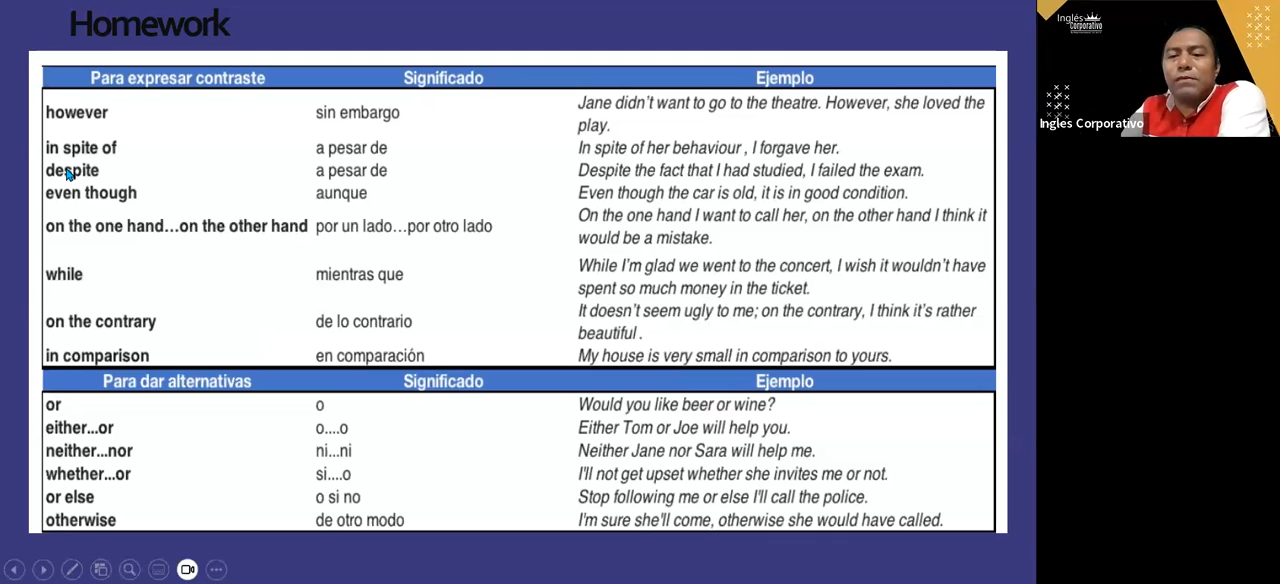 Homework
Para expresar contraste Significado Ejemplo
however sin embargo Jane didn't want to go to the theatre. However, she loved the
play.
in spite of a pesar de In spite of her behaviour , I forgave her.
despite a pesar de Despite the fact that I had studied, I failed the exam.
even though aunque Even though the car is old, it is in good condition.
on the one hand…on the other hand por un lado…por otro lado On the one hand I want to call her, on the other hand I think it
would be a mistake.
while mientras que While I'm glad we went to the concert, I wish it wouldn't have
spent so much money in the ticket.
on the contrary de lo contrario It doesn't seem ugly to me; on the contrary, I think it's rather
beautiful .
in comparison en comparación My house is very small in comparison to yours.
Para dar alternativas Significado Ejemplo
or o Would you like beer or wine?
either...or o....o Either Tom or Joe will help you.
neither...nor ni...ni Neither Jane nor Sara will help me.
whether...or si....o I'll not get upset whether she invites me or not.
or else o si no Stop following me or else I'll call the police.
otherwise de otro modo I'm sure she'll come, otherwise she would have called.
Inglés
Corporativo
Ingles Corporativo